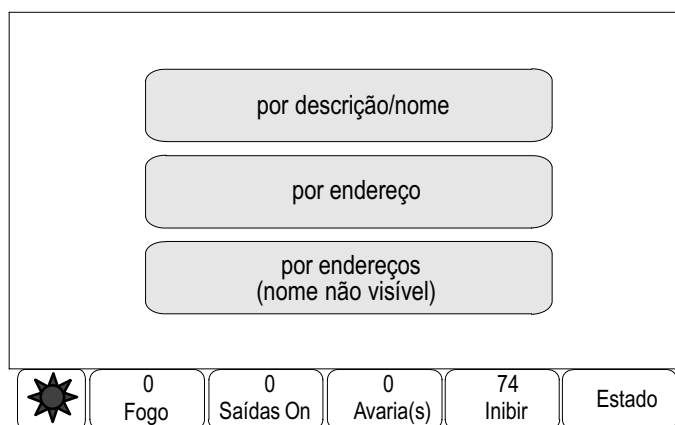 por descrição/nome
por endereço
por endereços
(nome não visível)
0
Fogo
0
Saídas On
0
Avaria(s)
74
Inibir
Estado